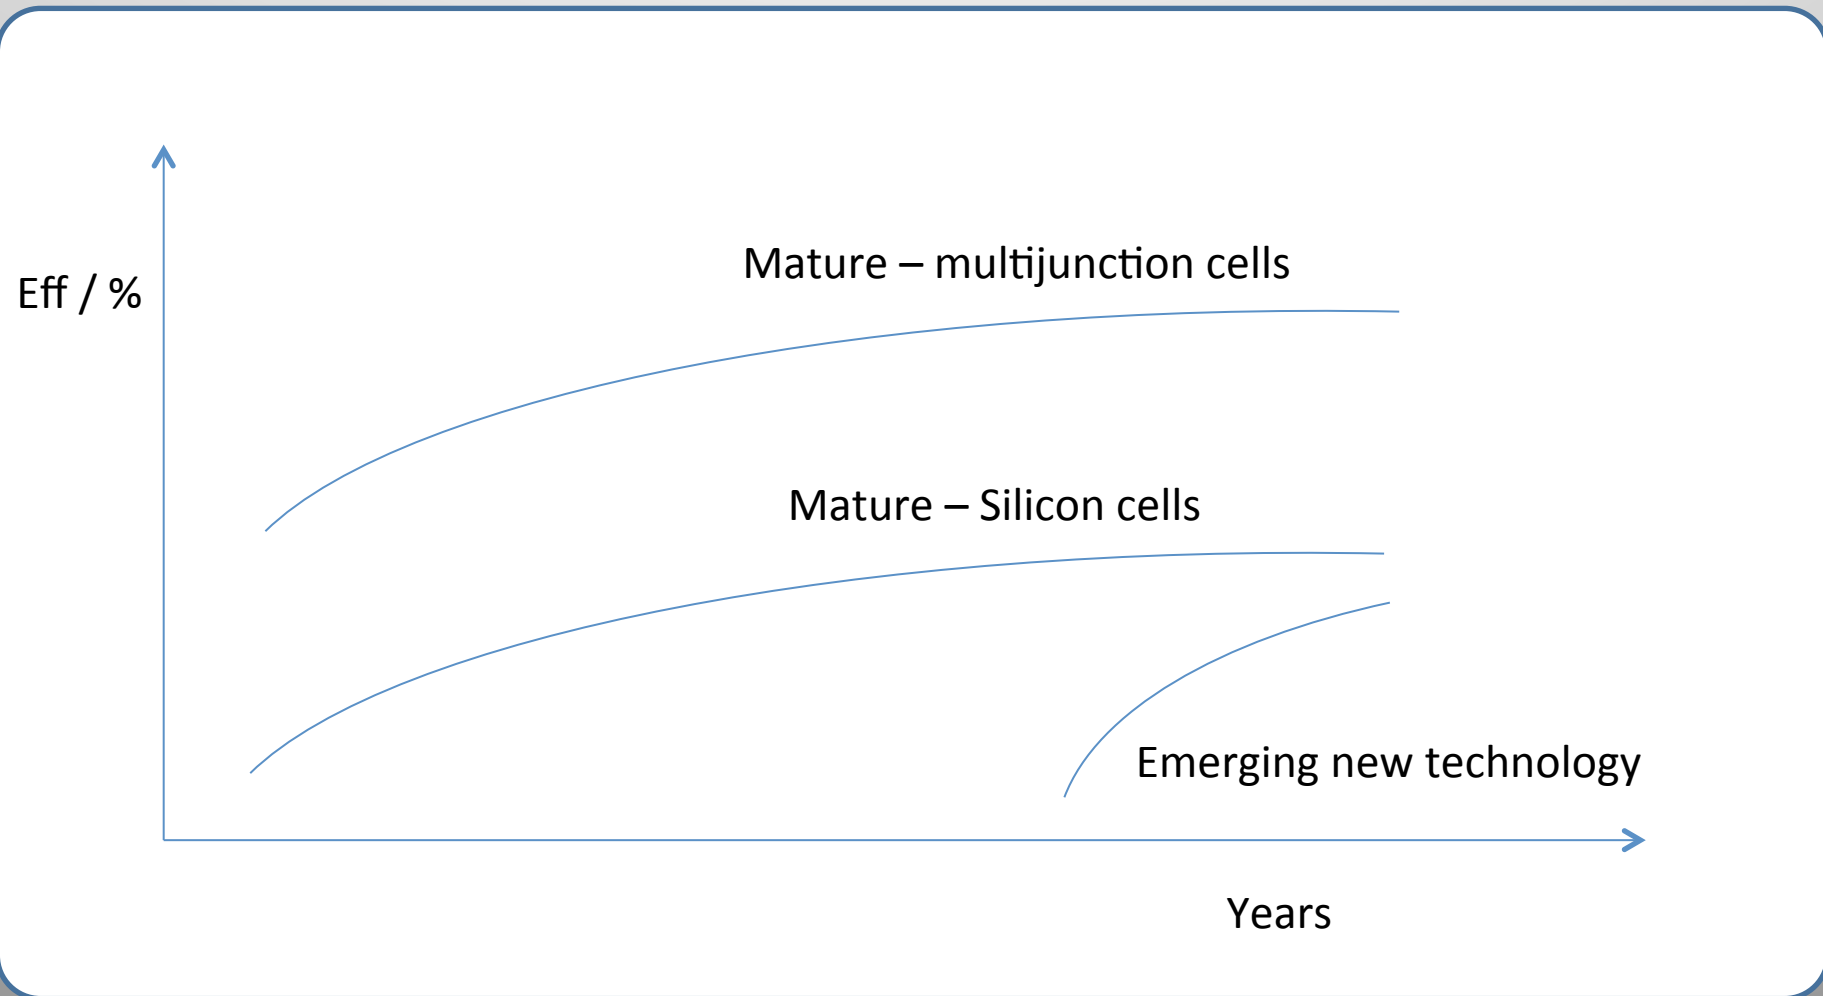 Mature – multijunction cells
Eff / %
Mature – Silicon cells
Emerging new technology
Years